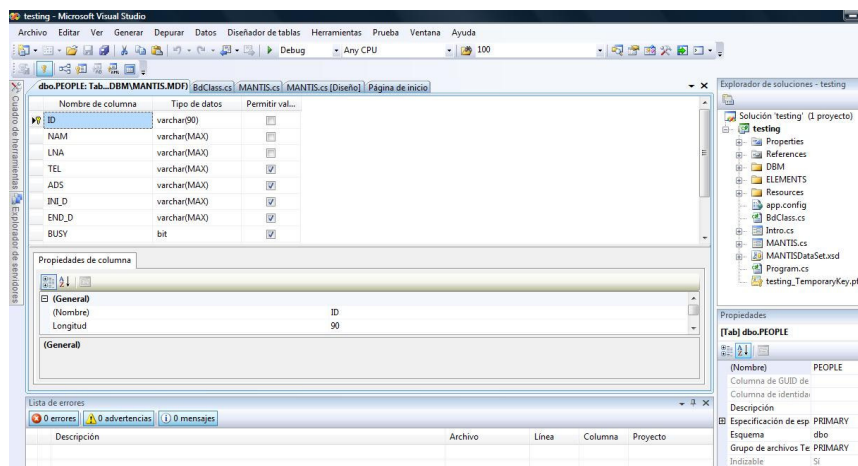 testing - Microsoft Visual Studio
Archivo Editar Ver Generar Depurar Datos Diseñador de tablas Herramientas Prueba Ventana Ayuda
Debug Any CPU 100
dbo.PEOPLE: Tab...DBM\MANTIS.MDF) BdClass.cs MANTIS.cs MANTIS.cs [Diseño] Página de inicio
Cuadro de herramientas
Explorador de servidores
Nombre de columna Tipo de datos Permitir val...
ID varchar(90)
NAM varchar(MAX)
LNA varchar(MAX)
TEL varchar(MAX)
ADS varchar(MAX)
INI_D varchar(MAX)
END_D varchar(MAX)
BUSY bit
Propiedades de columna
(General)
(Nombre) ID
Longitud 90
(General)
Lista de errores
0 errores 0 advertencias 0 mensajes
Descripción Archivo Línea Columna Proyecto
Explorador de soluciones - testing
Solución 'testing' (1 proyecto)
testing
Properties
References
DBM
ELEMENTS
Resources
app.config
BdClass.cs
Intro.cs
MANTIS.cs
MANTISDataSet.xsd
Program.cs
testing_TemporaryKey.pf
Propiedades
[Tab] dbo.PEOPLE
(Nombre) PEOPLE
Columna de GUID de
Columna de identida
Descripción
Especificación de esp PRIMARY
Esquema dbo
Grupo de archivos Te PRIMARY
Indizable Sí